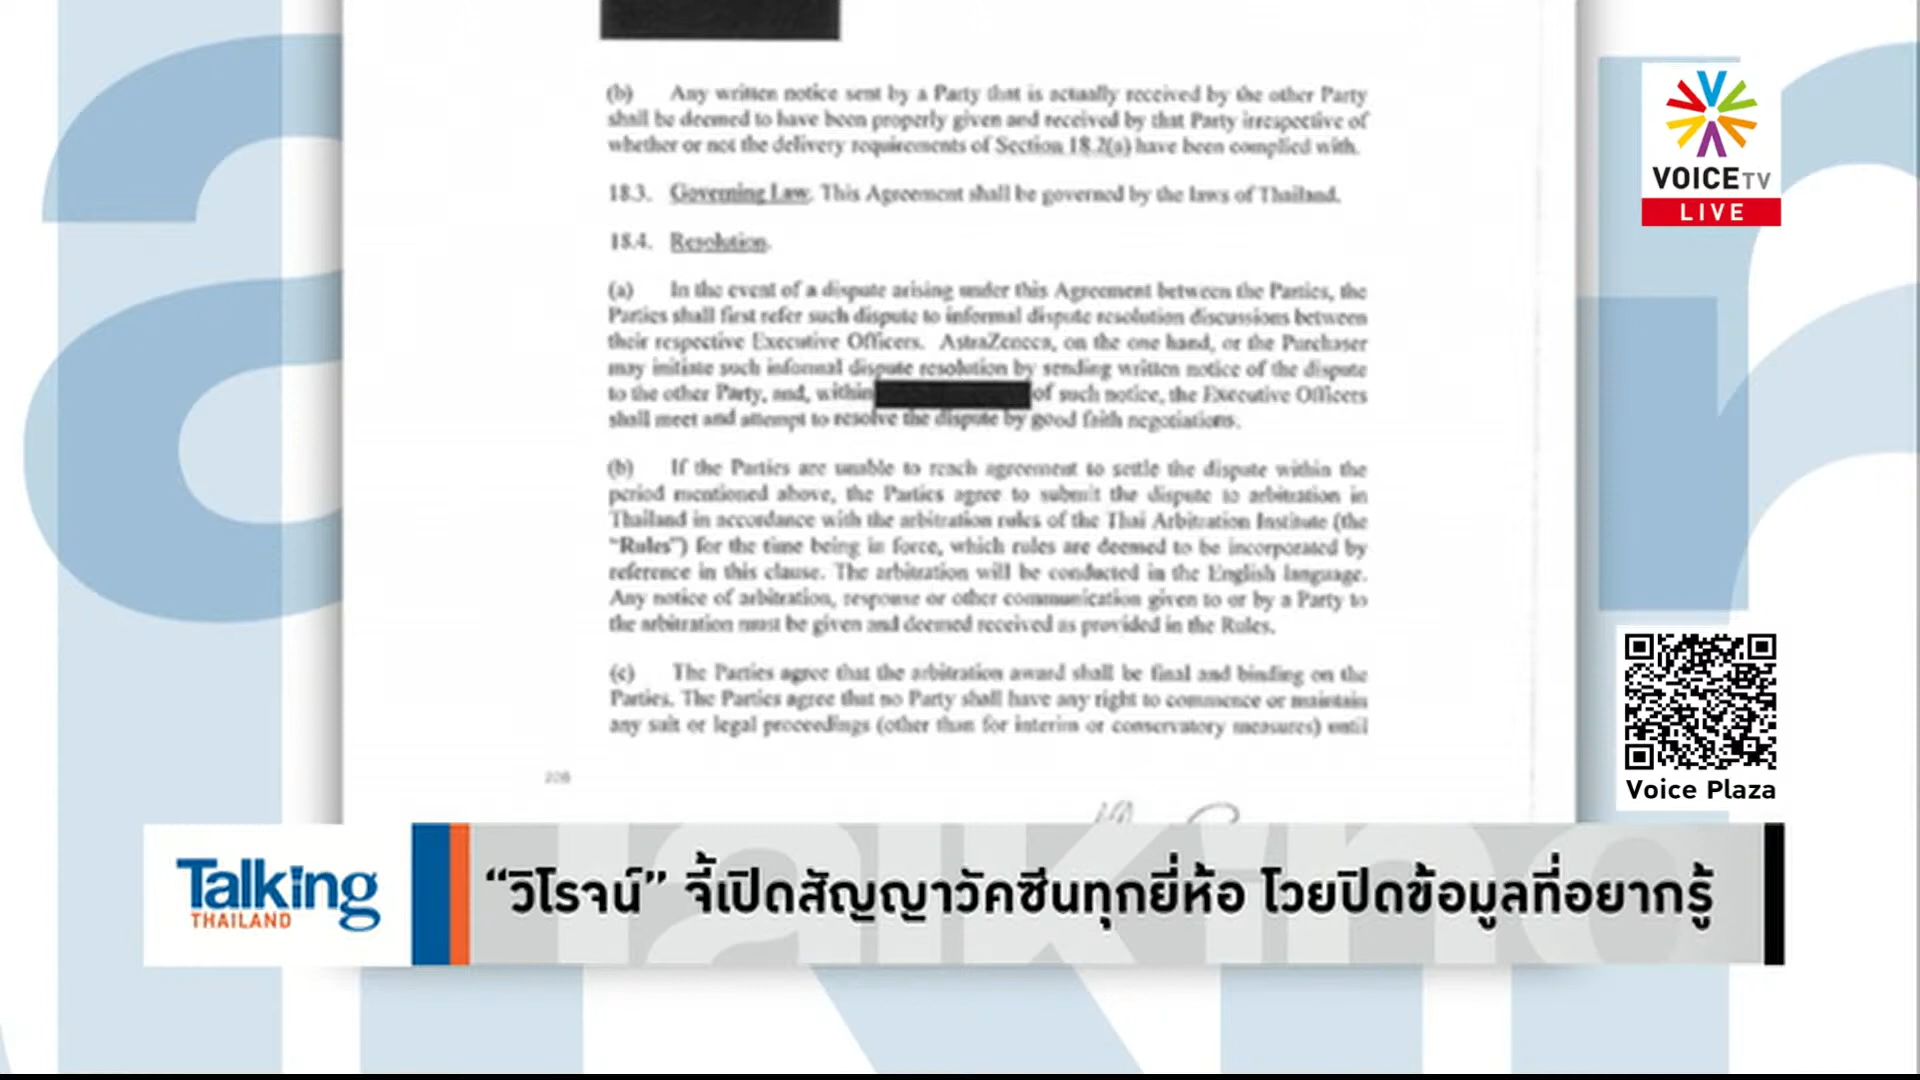 (b) Any written notice sent by a Party that is actually received by the other Party
shall be deemed to have been properly given and received by that Party irrespective of
whether or not the delivery requirements of Section 18.2(a) have been complied with.
18.3. Governing Law. This Agreement shall be governed by the laws of Thailand.
18.4. Resolution.
(a) In the event of a dispute arising under this Agreement between the Parties, the
Parties shall first refer such dispute to informal dispute resolution discussions between
their respective Executive Officers. AstraZeneca, on the one hand, or the Purchaser
may initiate such informal dispute resolution by sending written notice of the dispute
to the other Party, and, within of such notice, the Executive Officers
shall meet and attempt to resolve the dispute by good faith negotiations.
(b) If the Parties are unable to reach agreement to settle the dispute within the
period mentioned above, the Parties agree to submit the dispute to arbitration in
Thailand in accordance with the arbitration rules of the Thai Arbitration Institute (the
"Rules") for the time being in force, which rules are deemed to be incorporated by
reference in this clause. The arbitration will be conducted in the English language.
Any notice of arbitration, response or other communication given to or by a Party to
the arbitration must be given and deemed received as provided in the Rules.
(c) The Parties agree that the arbitration award shall be final and binding on the
Parties. The Parties agree that no Party shall have any right to commence or maintain
any suit or legal proceedings (other than for interim or conservatory measures) until
VOICE TV
LIVE
Voice Plaza
Talking
THAILAND
“วิโรจน์” จี้เปิดสัญญาวัคซีนทุกยี่ห้อ โวยปิดข้อมูลที่อยากรู้